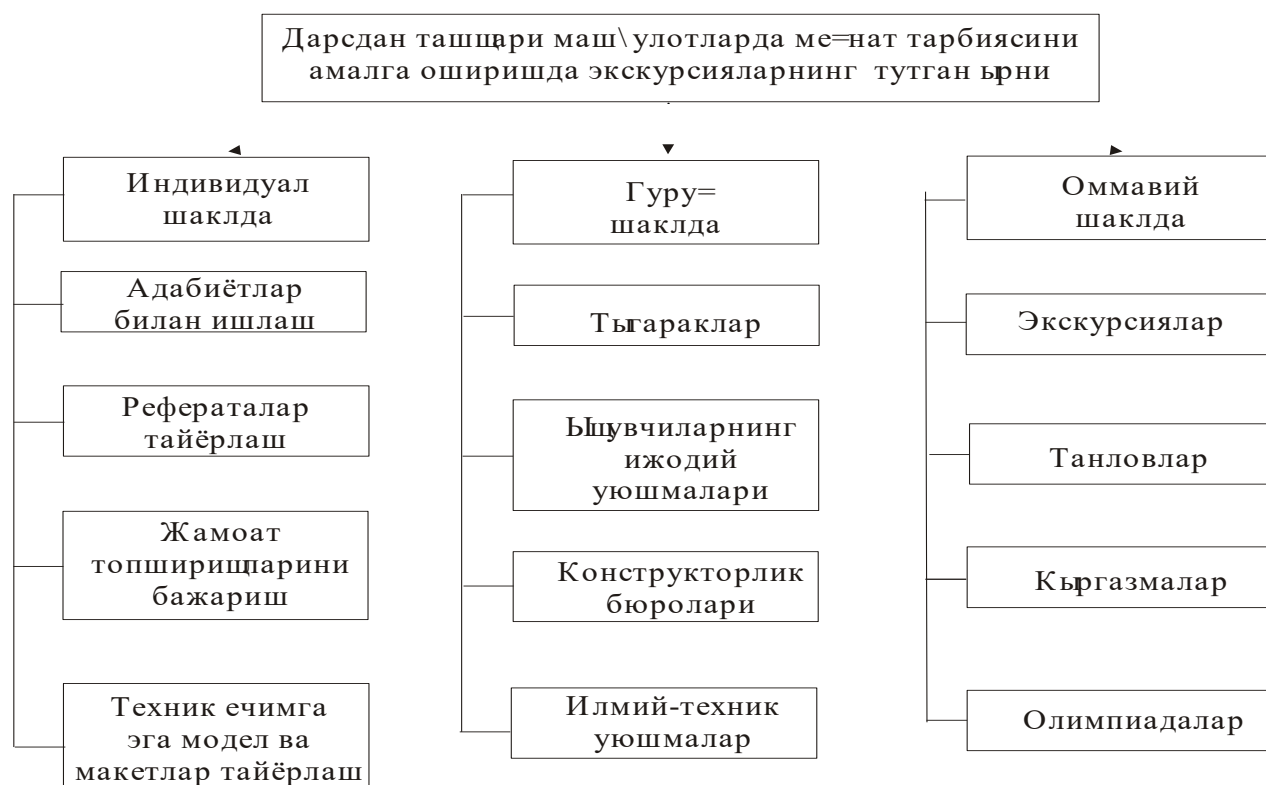 Дарсдан ташщари маш\улотларда ме=нат тарбиясини
амалга оширишда экскурсияларнинг тутган ырни
Индивидуал
шаклда
Адабиётлар
билан ишлаш
Рефераталар
тайёрлаш
Жамоат
топширищларини
бажариш
Техник ечимга
эга модел ва
макетлар тайёрлаш
Гуру=
шаклда
Тыгараклар
Ыщувчиларнинг
ижодий
уюшмалари
Конструкторлик
бюролари
Илмий-техник
уюшмалар
Оммавий
шаклда
Экскурсиялар
Танловлар
Кыргазмалар
Олимпиадалар